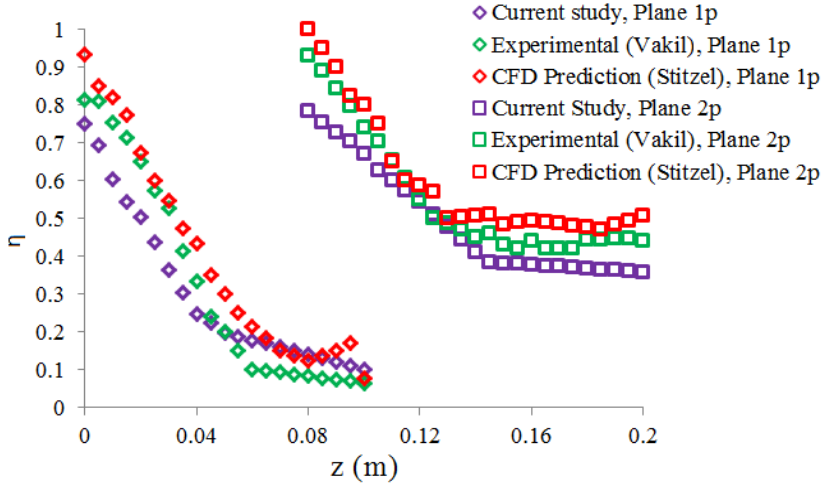 Current study, Plane 1p
Experimental (Vakil), Plane 1p
CFD Prediction (Stitzel), Plane 1p
Current Study, Plane 2p
Experimental (Vakil), Plane 2p
CFD Prediction (Stitzel), Plane 2p
1
0.9
0.8
0.7
0.6
0.5
0.4
0.3
0.2
0.1
0
η
0 0.04 0.08 0.12 0.16 0.2
z (m)